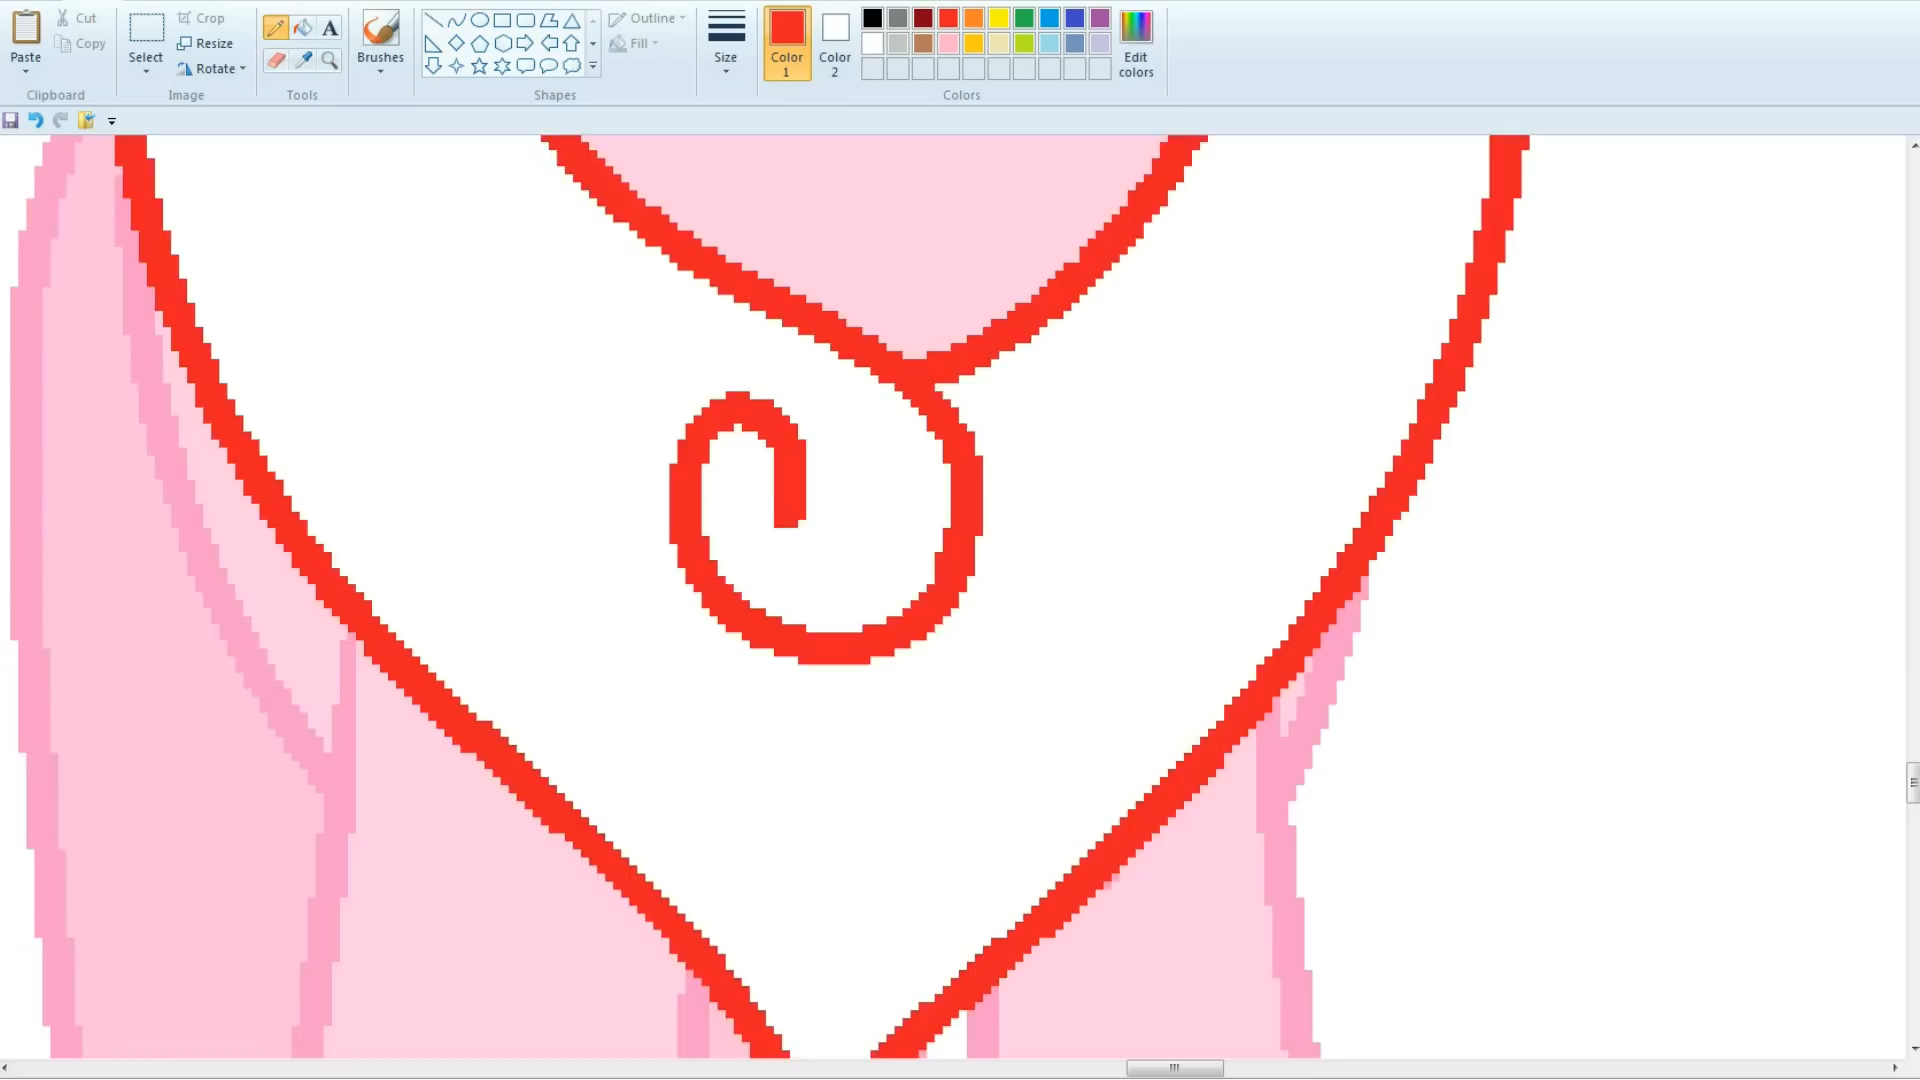 Paste
Cut
Copy
Clipboard
Select
Crop
Resize
Rotate
Image
A
Tools
Brushes
Outline
Fill
Shapes
Size
Color
1
Color
2
Edit
colors
Colors